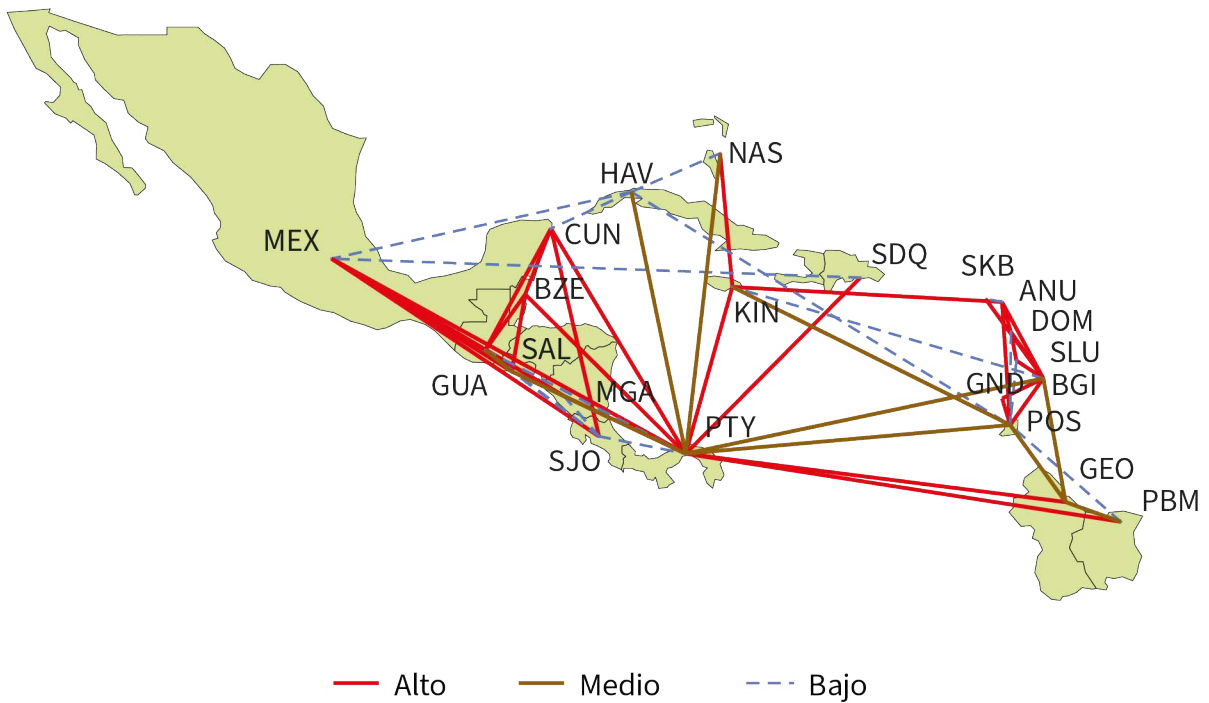 NAS
HAV
MEX
CUN
SDQ
SKB
BZE
ANU
KIN
DOM
SAL
SLU
GUA
MGA
GND
BGI
PTY
POS
SJO
GEO
PBM
Alto
Medio
Bajo